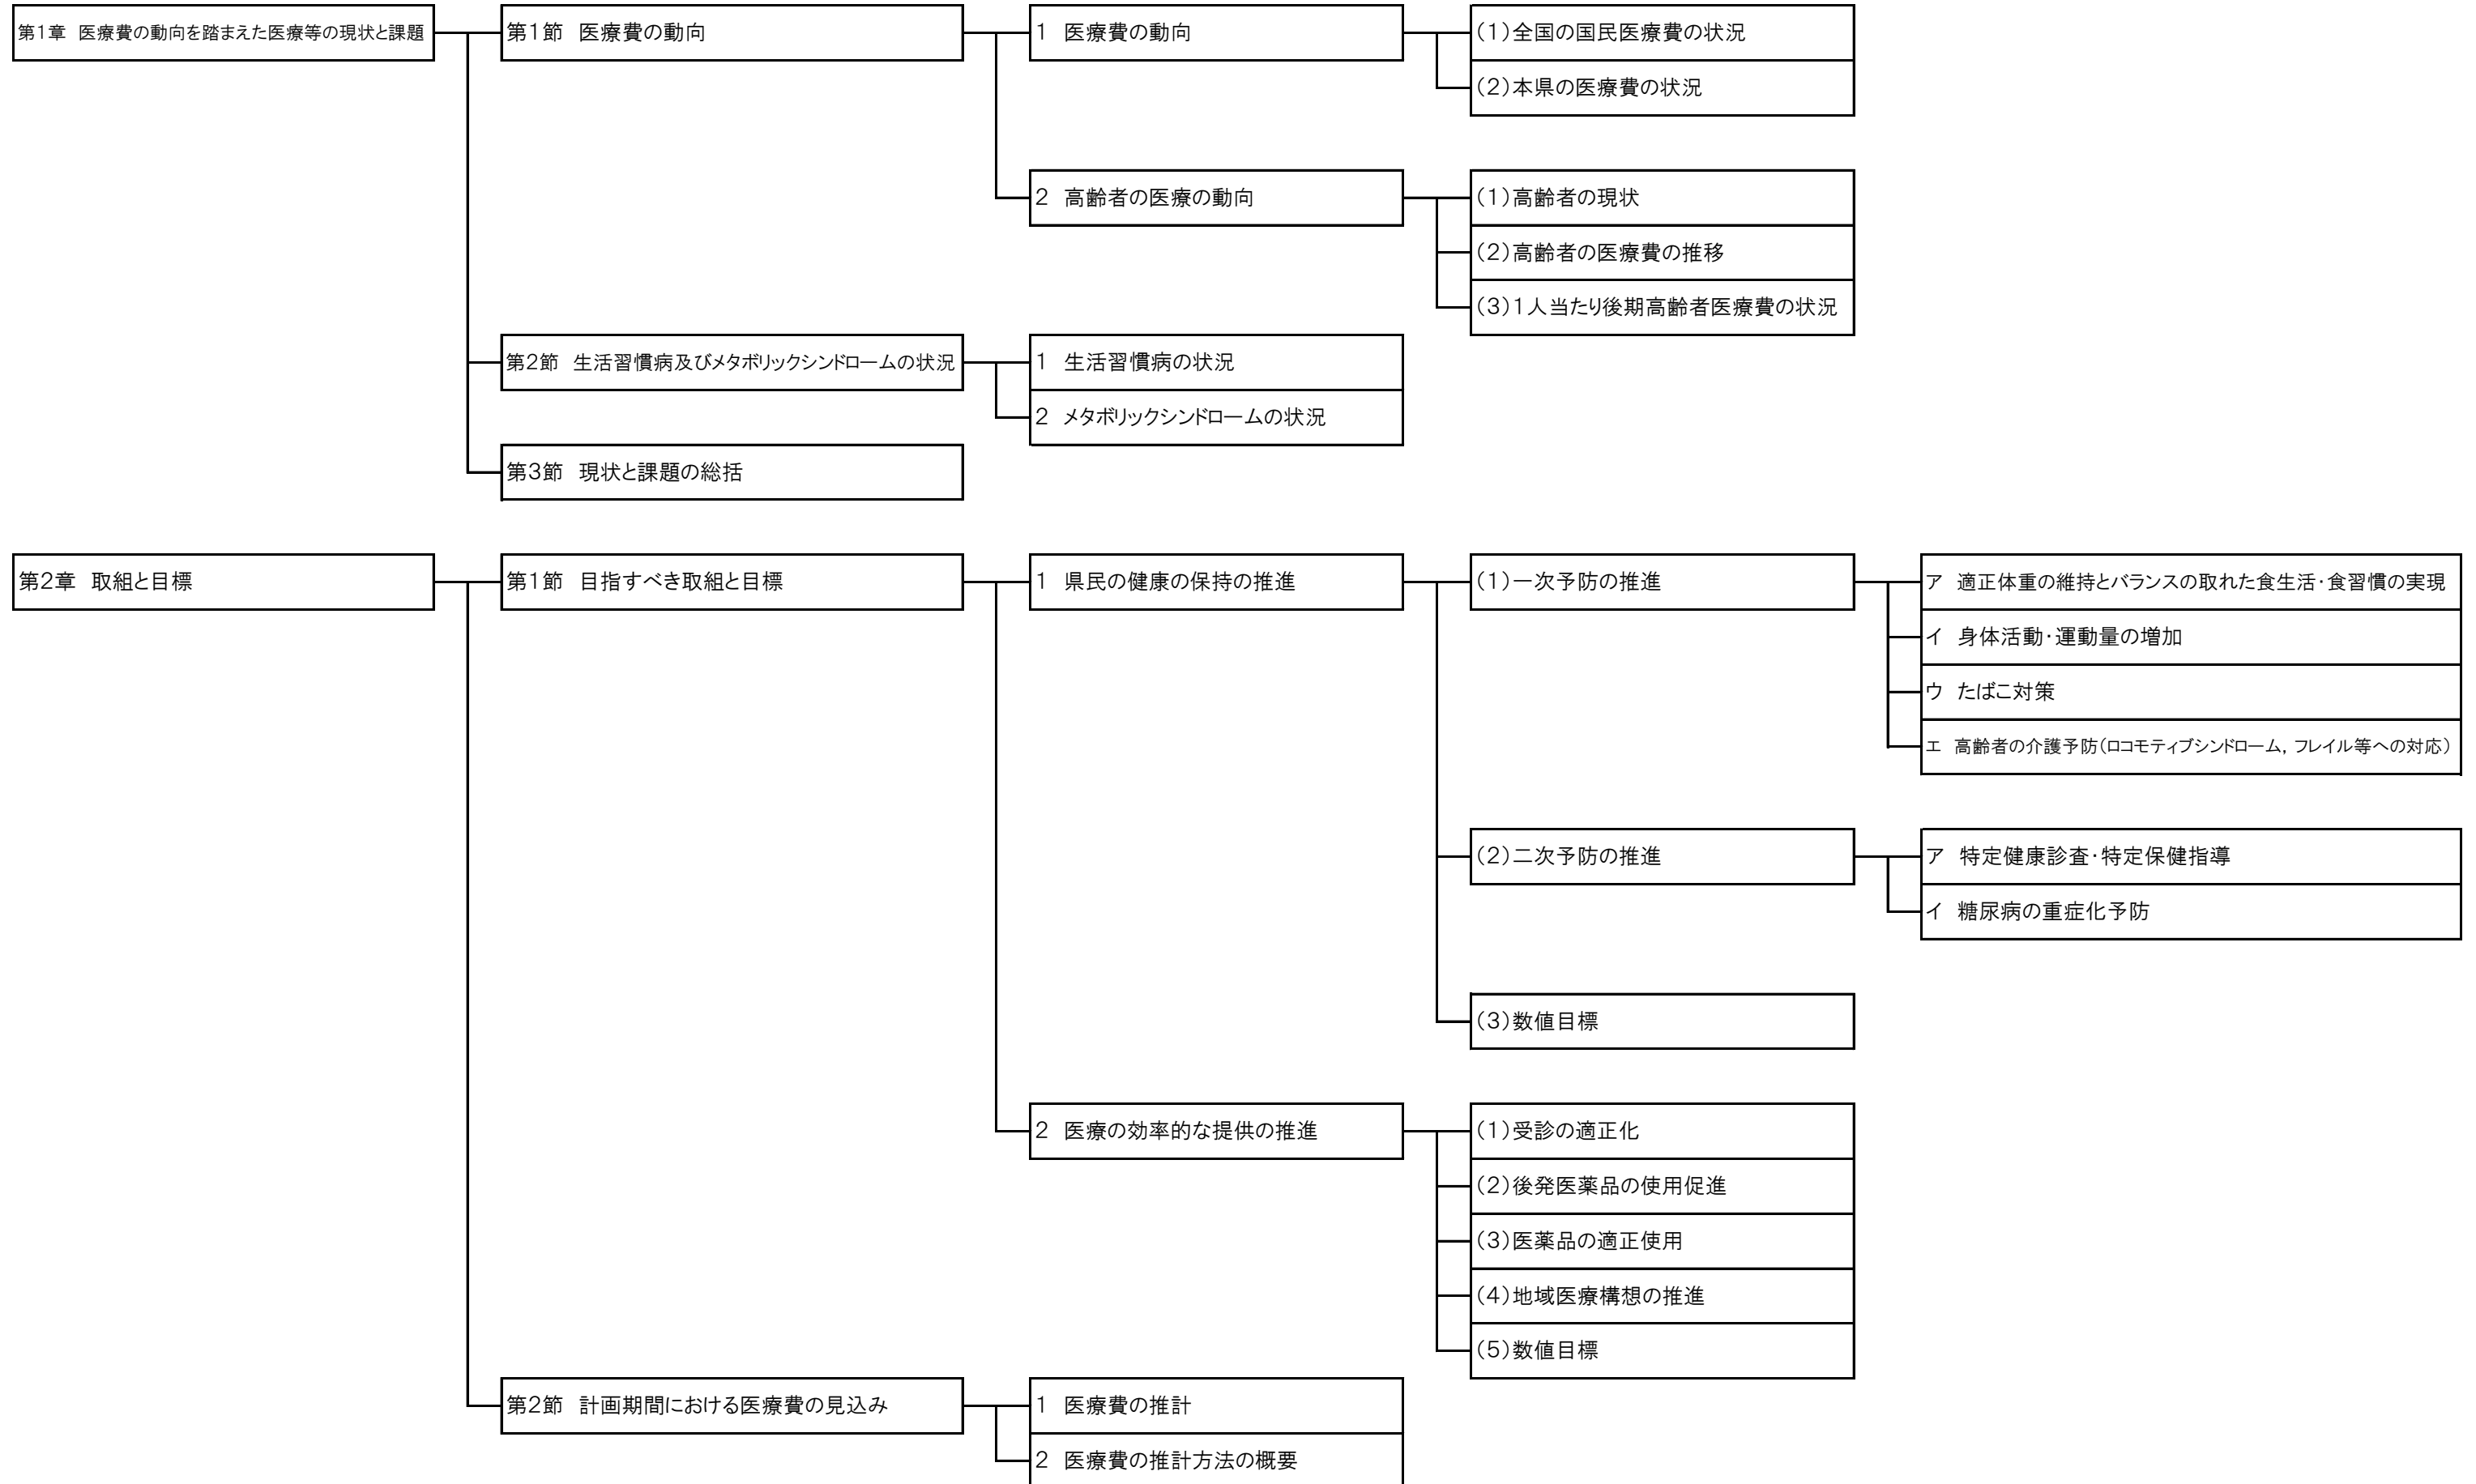 第1章　医療費の動向を踏まえた医療等の現状と課題
第1節　医療費の動向
1　医療費の動向
(1)全国の国民医療費の状況
(2)本県の医療費の状況
2　高齢者の医療の動向
(1)高齢者の現状
(2)高齢者の医療費の推移
(3)1人当たり後期高齢者医療費の状況
第2節　生活習慣病及びメタボリックシンドロームの状況
1　生活習慣病の状況
2　メタボリックシンドロームの状況
第3節　現状と課題の総括
第2章　取組と目標
第1節　目指すべき取組と目標
1　県民の健康の保持の推進
(1)一次予防の推進
ア　適正体重の維持とバランスの取れた食生活・食習慣の実現
イ　身体活動・運動量の増加
ウ　たばこ対策
エ　高齢者の介護予防(ロコモティブシンドローム，フレイル等への対応)
(2)二次予防の推進
ア　特定健康診査・特定保健指導
イ　糖尿病の重症化予防
(3)数値目標
2　医療の効率的な提供の推進
(1)受診の適正化
(2)後発医薬品の使用促進
(3)医薬品の適正使用
(4)地域医療構想の推進
(5)数値目標
第2節　計画期間における医療費の見込み
1　医療費の推計
2　医療費の推計方法の概要